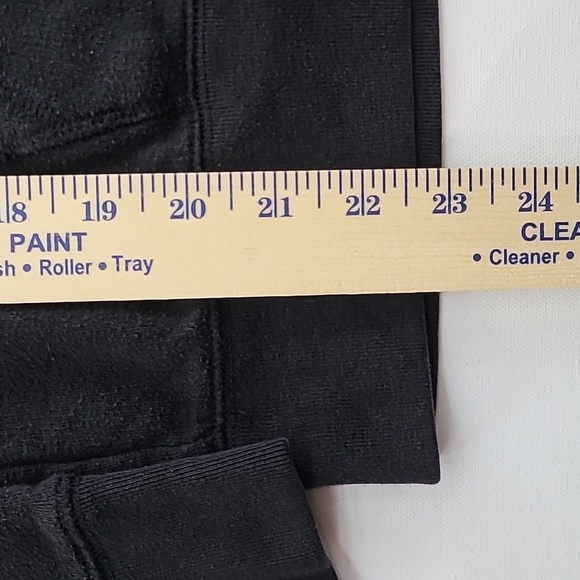 18 19 20 21 22 23 24
PAINT CLEA
sh • Roller • Tray • Cleaner •